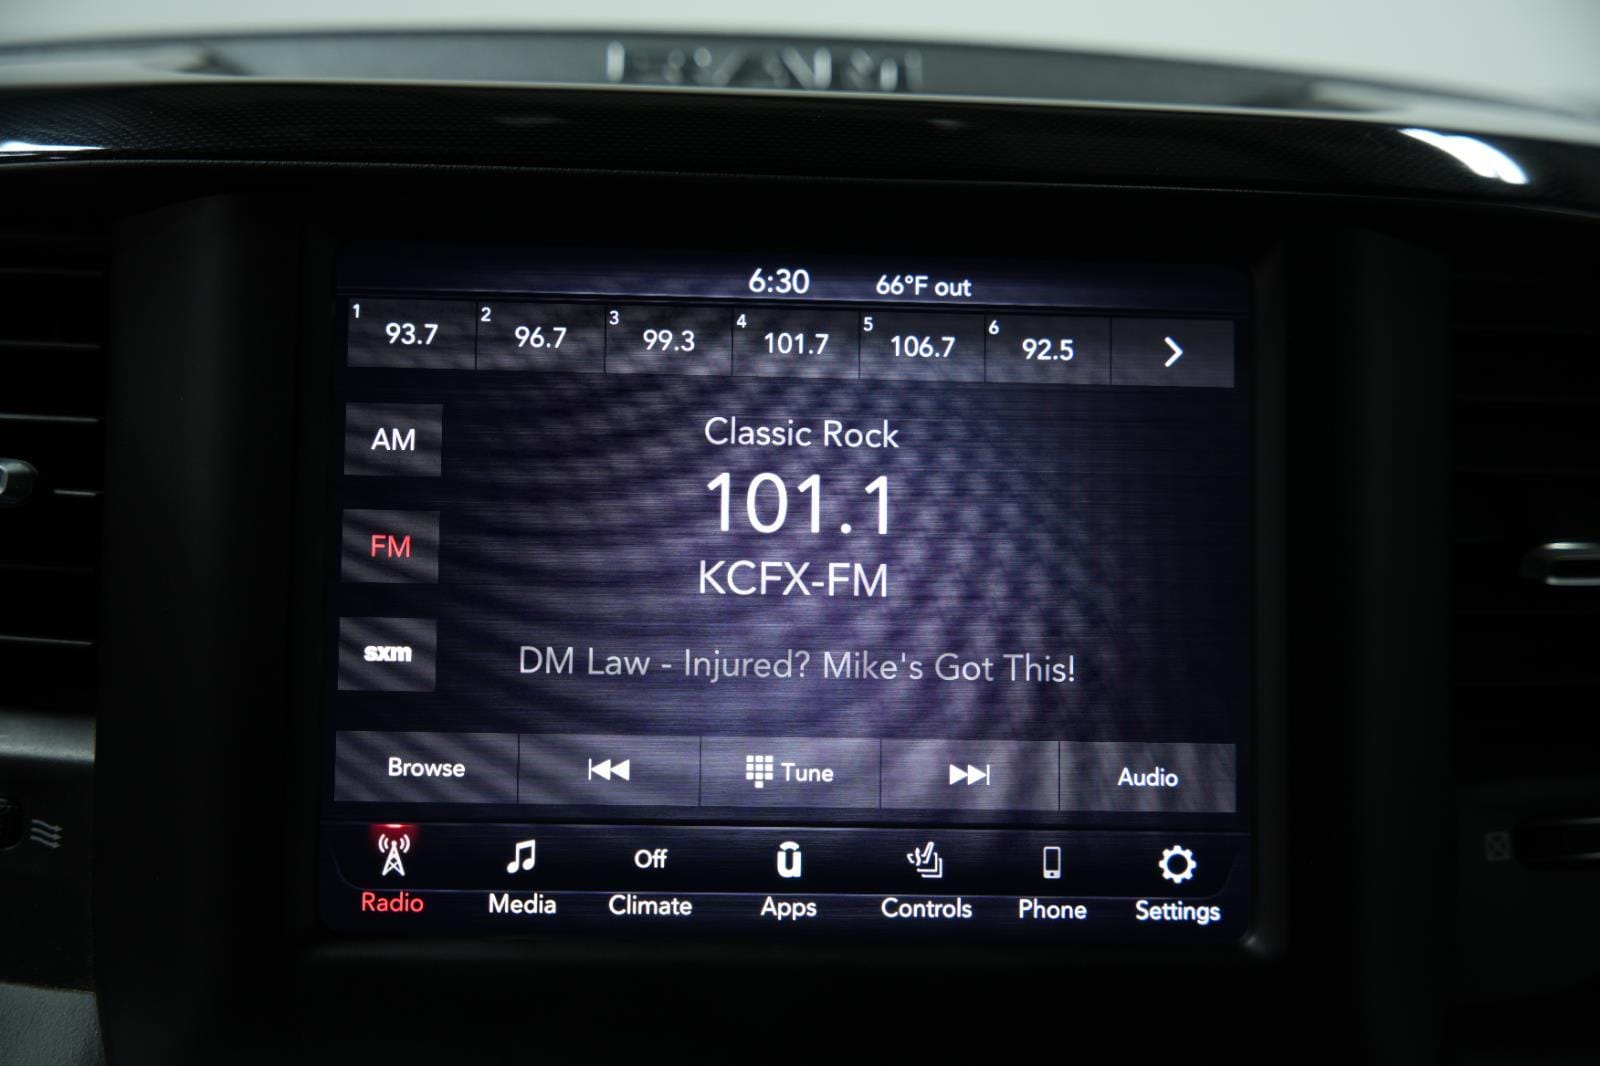 6:30 66°F out
1 93.7 2 96.7 3 99.3 4 101.7 5 106.7 6 92.5
AM
Classic Rock
101.1
FM
KCFX-FM
sxm
DM Law - Injured? Mike's Got This!
Browse Tune Audio
Off
Radio Media Climate Apps Controls Phone Settings